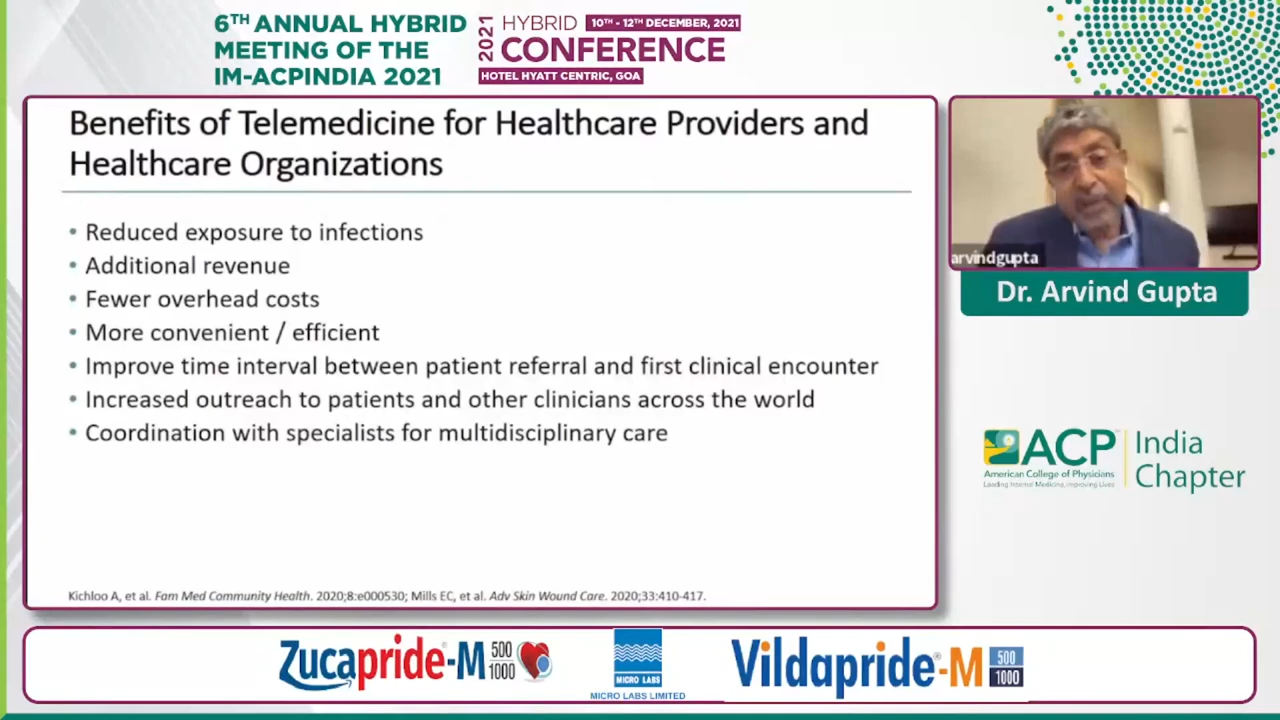 6TH ANNUAL HYBRID
MEETING OF THE
IM-ACPINDIA 2021
2021
HYBRID 10TH - 12TH DECEMBER, 2021
CONFERENCE
HOTEL HYATT CENTRIC, GOA
Benefits of Telemedicine for Healthcare Providers and
Healthcare Organizations
• Reduced exposure to infections
• Additional revenue
• Fewer overhead costs
• More convenient / efficient
• Improve time interval between patient referral and first clinical encounter
• Increased outreach to patients and other clinicians across the world
• Coordination with specialists for multidisciplinary care
Kichloo A, et al. Fam Med Community Health. 2020;8:e000530; Mills EC, et al. Adv Skin Wound Care. 2020;33:410-417.
arvindgupta
Dr. Arvind Gupta
ACP
American College of Physicians
Leading Internal Medicine, Improving Lives
India
Chapter
Zucapride®-M 500
1000
MICRO LABS
MICRO LABS LIMITED
Vildapride®-M 500
1000